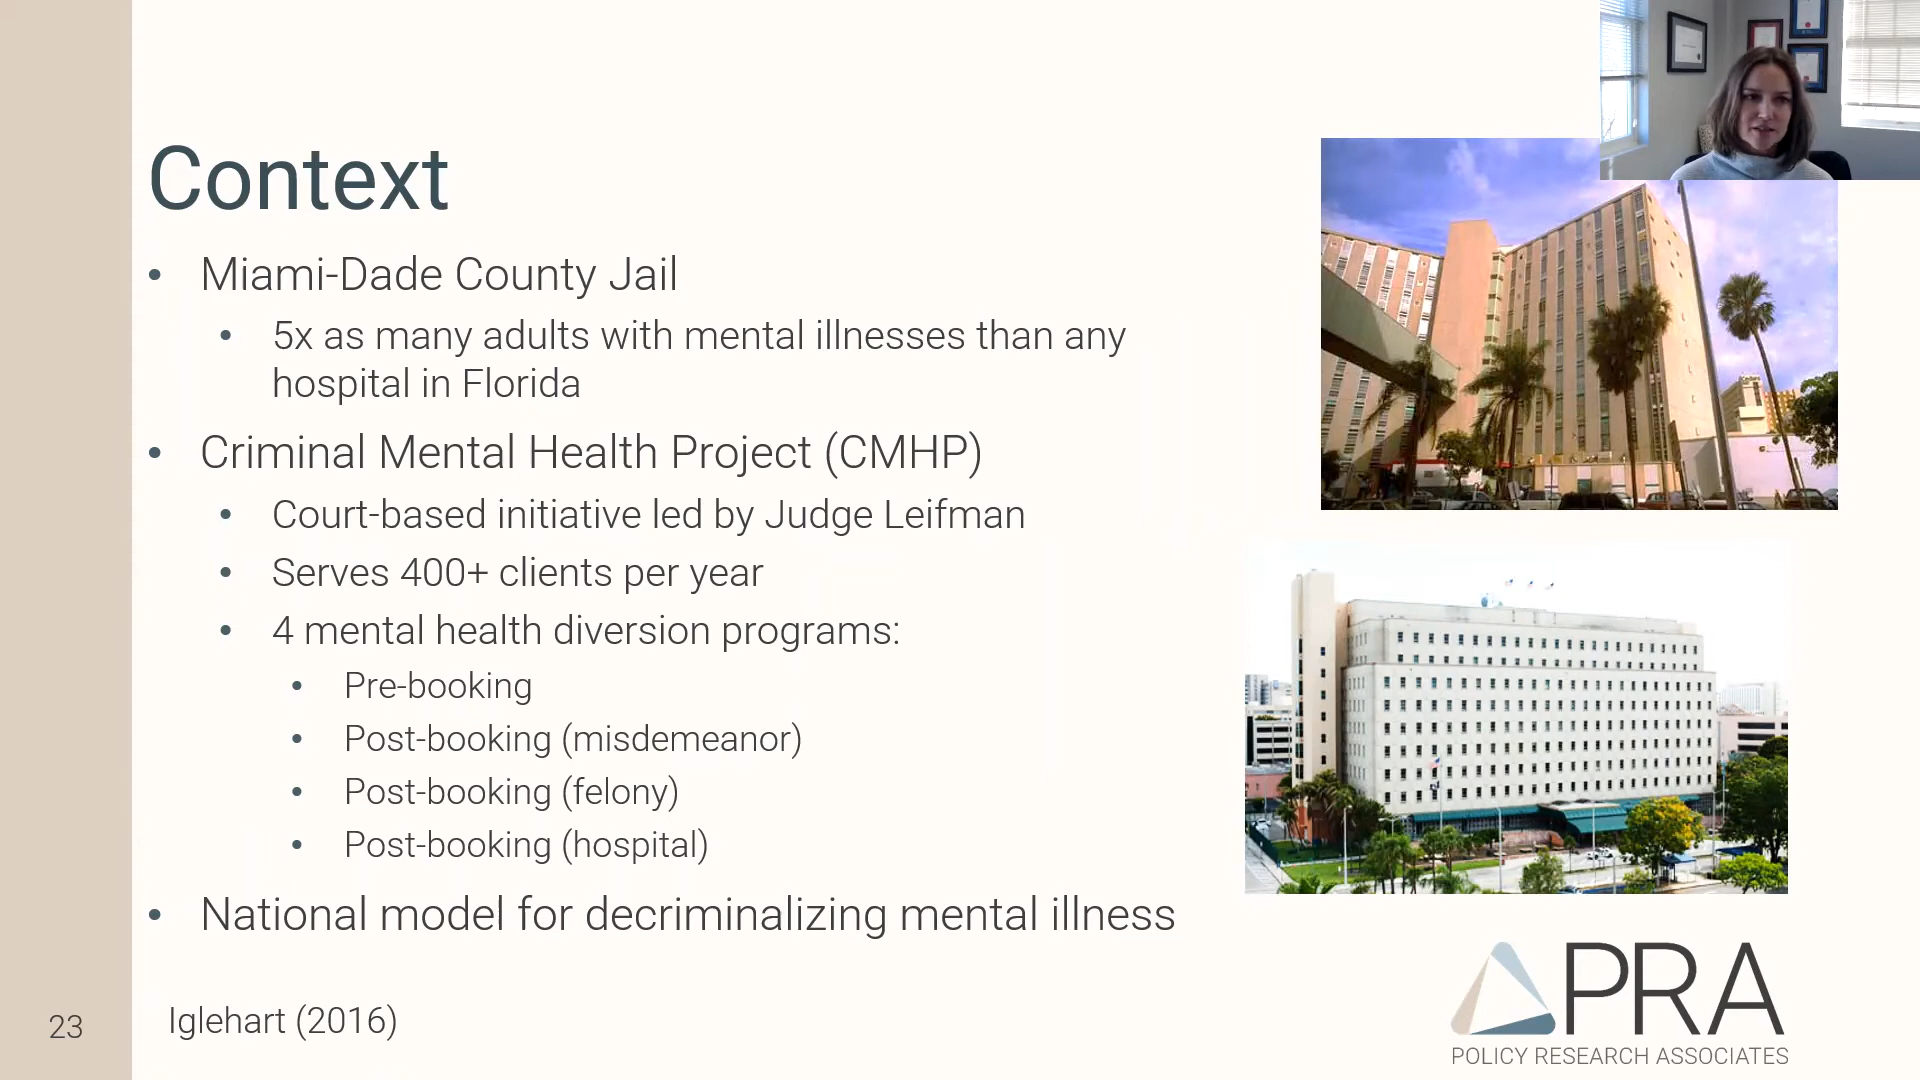 Context
• Miami-Dade County Jail
• 5x as many adults with mental illnesses than any
hospital in Florida
• Criminal Mental Health Project (CMHP)
• Court-based initiative led by Judge Leifman
• Serves 400+ clients per year
• 4 mental health diversion programs:
• Pre-booking
• Post-booking (misdemeanor)
• Post-booking (felony)
• Post-booking (hospital)
• National model for decriminalizing mental illness
Iglehart (2016)
23
PRA
POLICY RESEARCH ASSOCIATES